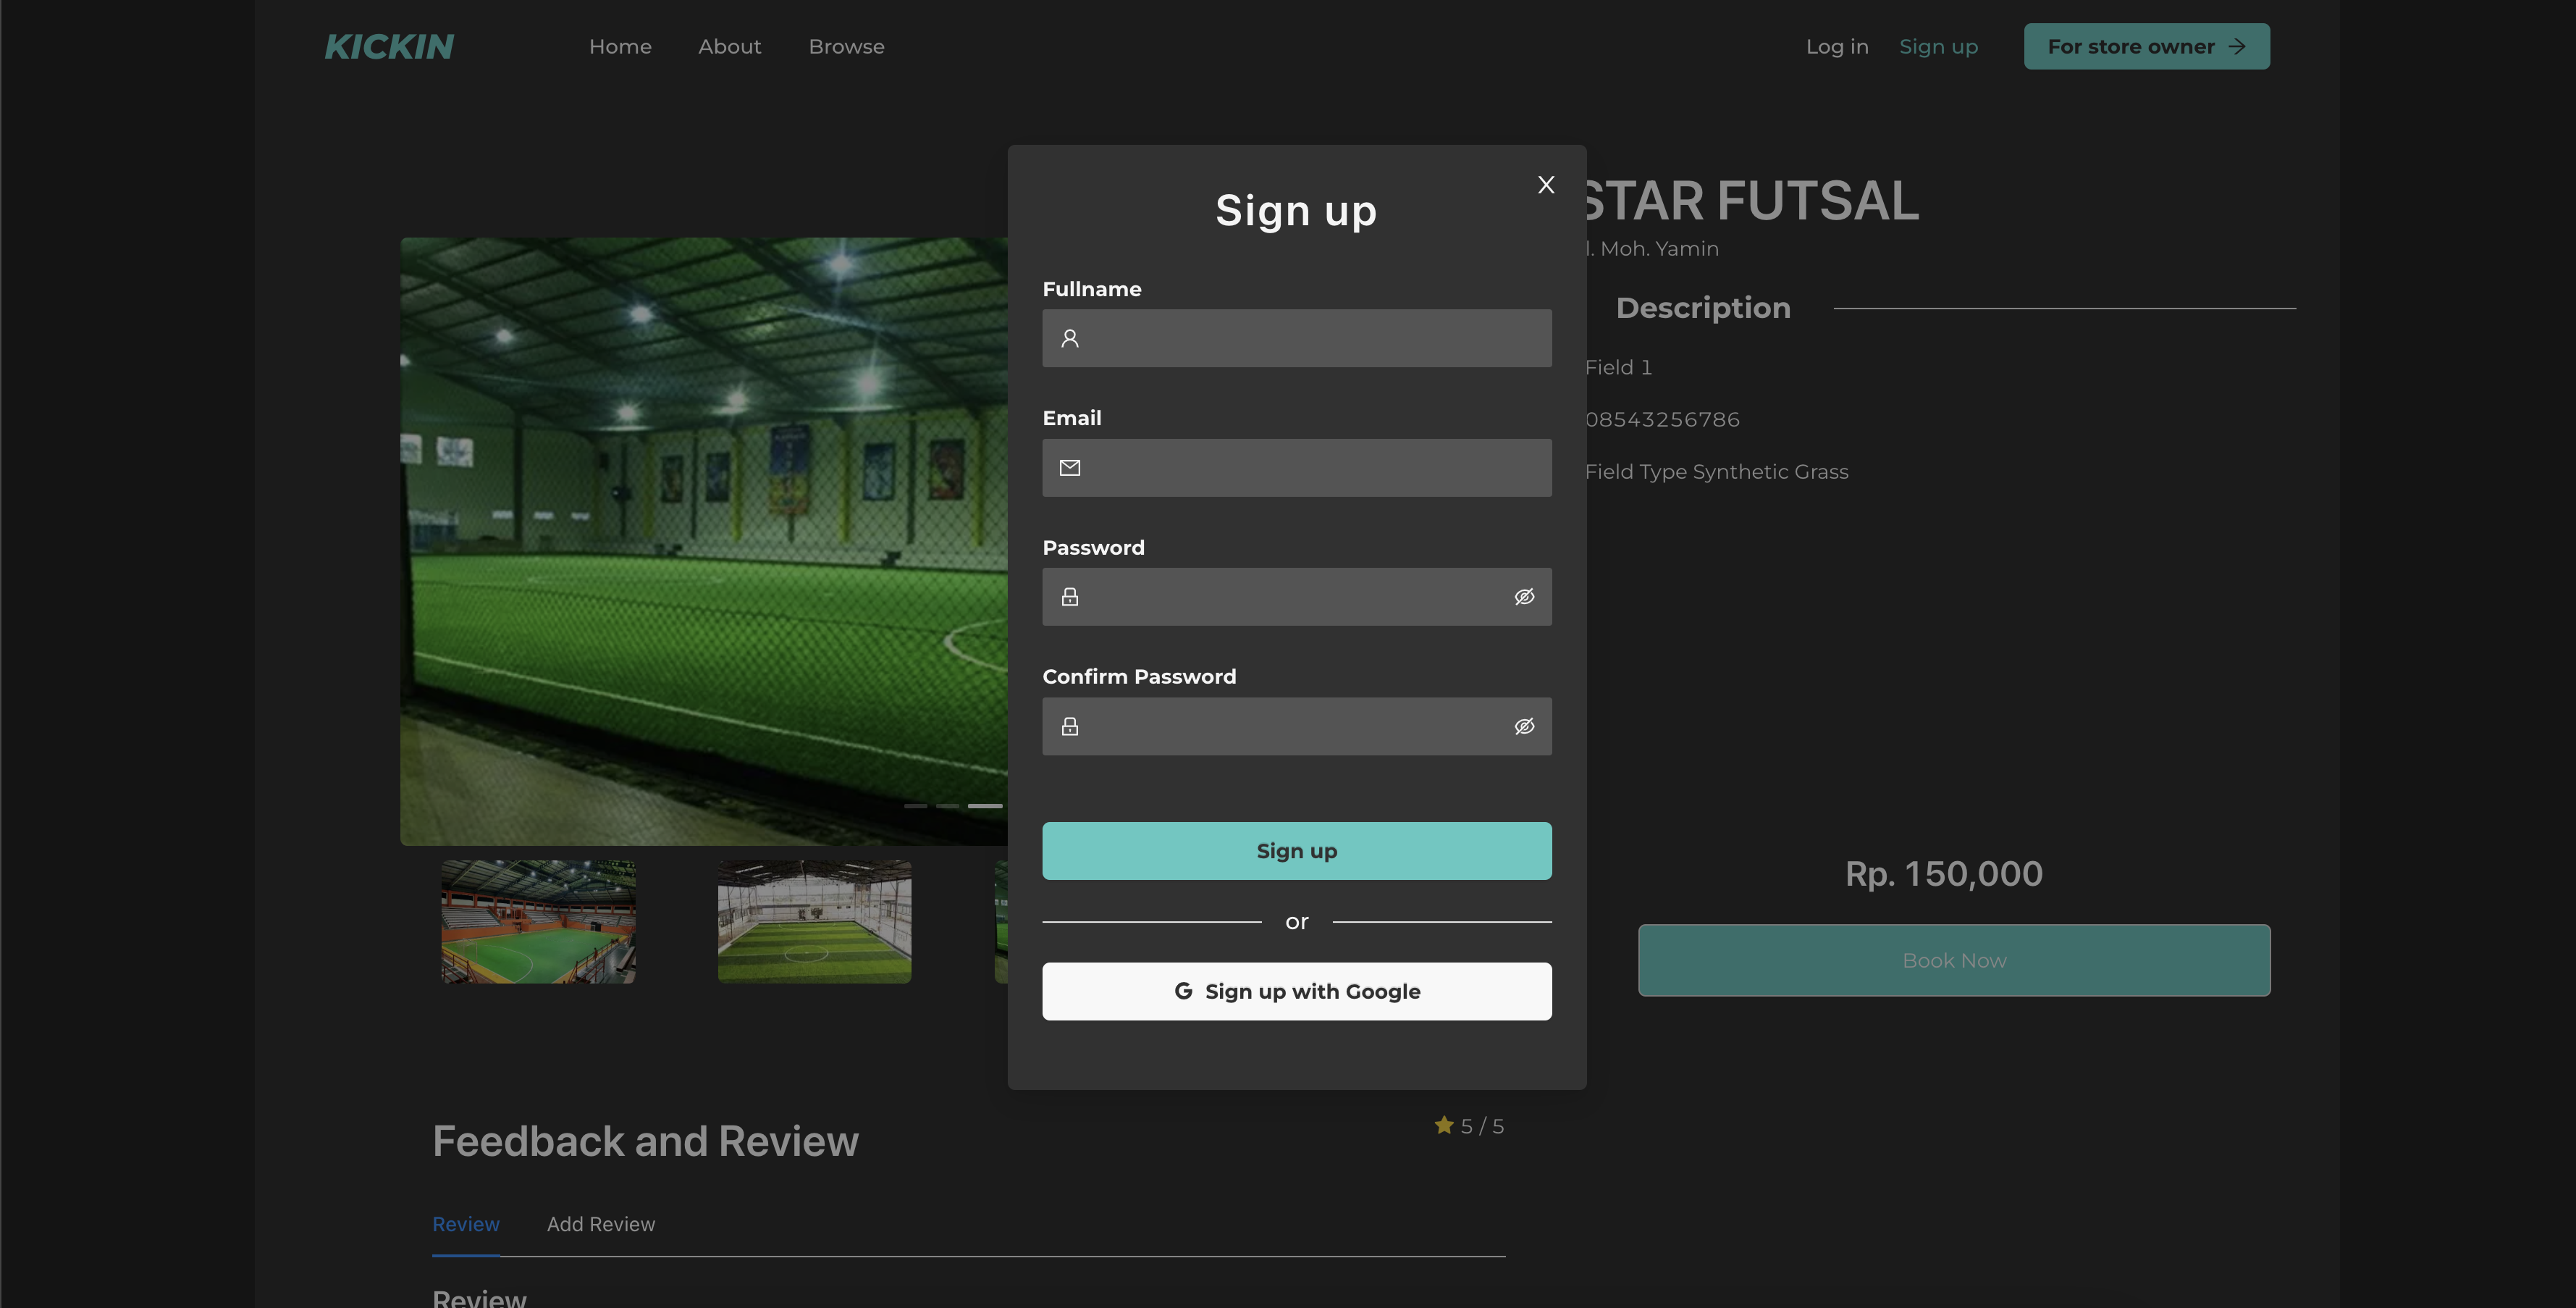 KICKIN Home About Browse Log in Sign up For store owner
X
Sign up
Fullname
Email
Password
Confirm Password
Sign up
or
G Sign up with Google
STAR FUTSAL
l. Moh. Yamin
Description
Field 1
08543256786
Field Type Synthetic Grass
Rp. 150,000
Book Now
Feedback and Review
5 / 5
Review Add Review
Review